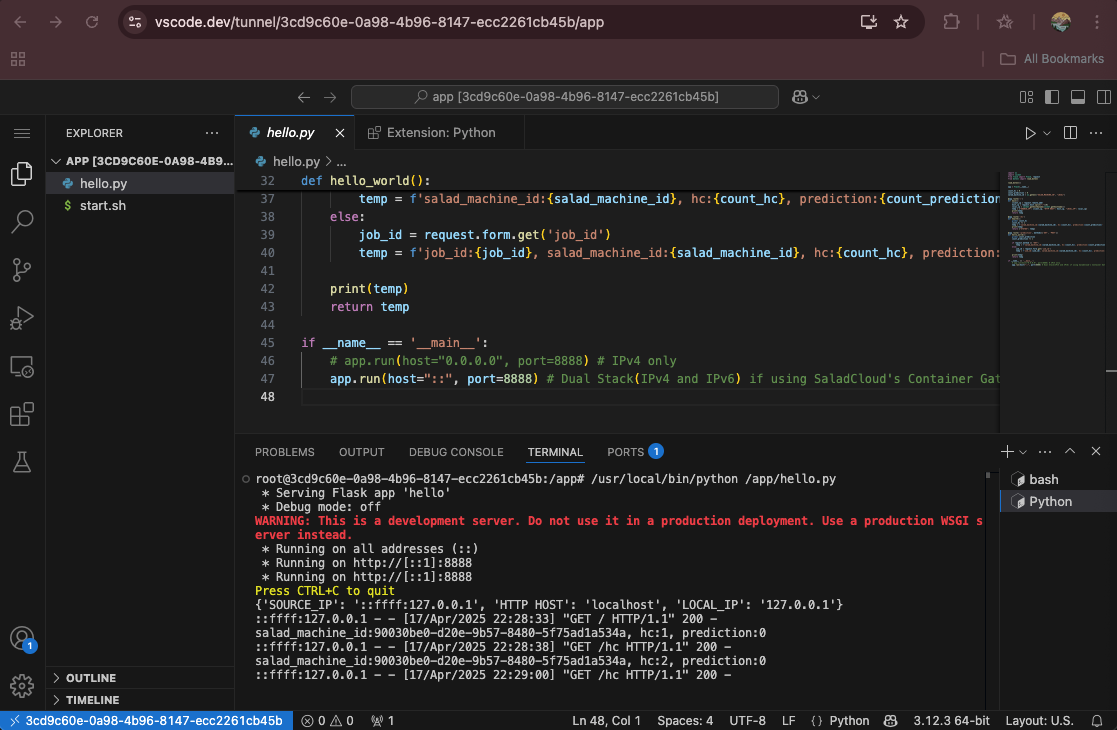 vscode.dev/tunnel/3cd9c60e-0a98-4b96-8147-ecc2261cb45b/app
All Bookmarks
app [3cd9c60e-0a98-4b96-8147-ecc2261cb45b]
EXPLORER
hello.py
Extension: Python
APP [3CD9C60E-0A98-4B9...
hello.py
start.sh
hello.py > ...
32 def hello_world():
37 temp = f'salad_machine_id:{salad_machine_id}, hc:{count_hc}, prediction:{count_prediction
38 else:
39 job_id = request.form.get('job_id')
40 temp = f'job_id:{job_id}, salad_machine_id:{salad_machine_id}, hc:{count_hc}, prediction:
41
42 print(temp)
43 return temp
44
45 if __name__ == '__main__':
46 # app.run(host="0.0.0.0", port=8888) # IPv4 only
47 app.run(host="::", port=8888) # Dual Stack(IPv4 and IPv6) if using SaladCloud's Container Gat
48
PROBLEMS OUTPUT DEBUG CONSOLE TERMINAL PORTS 1
root@3cd9c60e-0a98-4b96-8147-ecc2261cb45b:/app# /usr/local/bin/python /app/hello.py
* Serving Flask app 'hello'
* Debug mode: off
WARNING: This is a development server. Do not use it in a production deployment. Use a production WSGI s
erver instead.
* Running on all addresses (::)
* Running on http://[::1]:8888
* Running on http://[::1]:8888
Press CTRL+C to quit
{'SOURCE_IP': '::ffff:127.0.0.1', 'HTTP HOST': 'localhost', 'LOCAL_IP': '127.0.0.1'}
::ffff:127.0.0.1 - - [17/Apr/2025 22:28:33] "GET / HTTP/1.1" 200 -
salad_machine_id:90030be0-d20e-9b57-8480-5f75ad1a534a, hc:1, prediction:0
::ffff:127.0.0.1 - - [17/Apr/2025 22:28:38] "GET /hc HTTP/1.1" 200 -
salad_machine_id:90030be0-d20e-9b57-8480-5f75ad1a534a, hc:2, prediction:0
::ffff:127.0.0.1 - - [17/Apr/2025 22:29:00] "GET /hc HTTP/1.1" 200 -
bash
Python
1
OUTLINE
TIMELINE
3cd9c60e-0a98-4b96-8147-ecc2261cb45b 0 0 1 Ln 48, Col 1 Spaces: 4 UTF-8 LF {} Python 3.12.3 64-bit Layout: U.S.